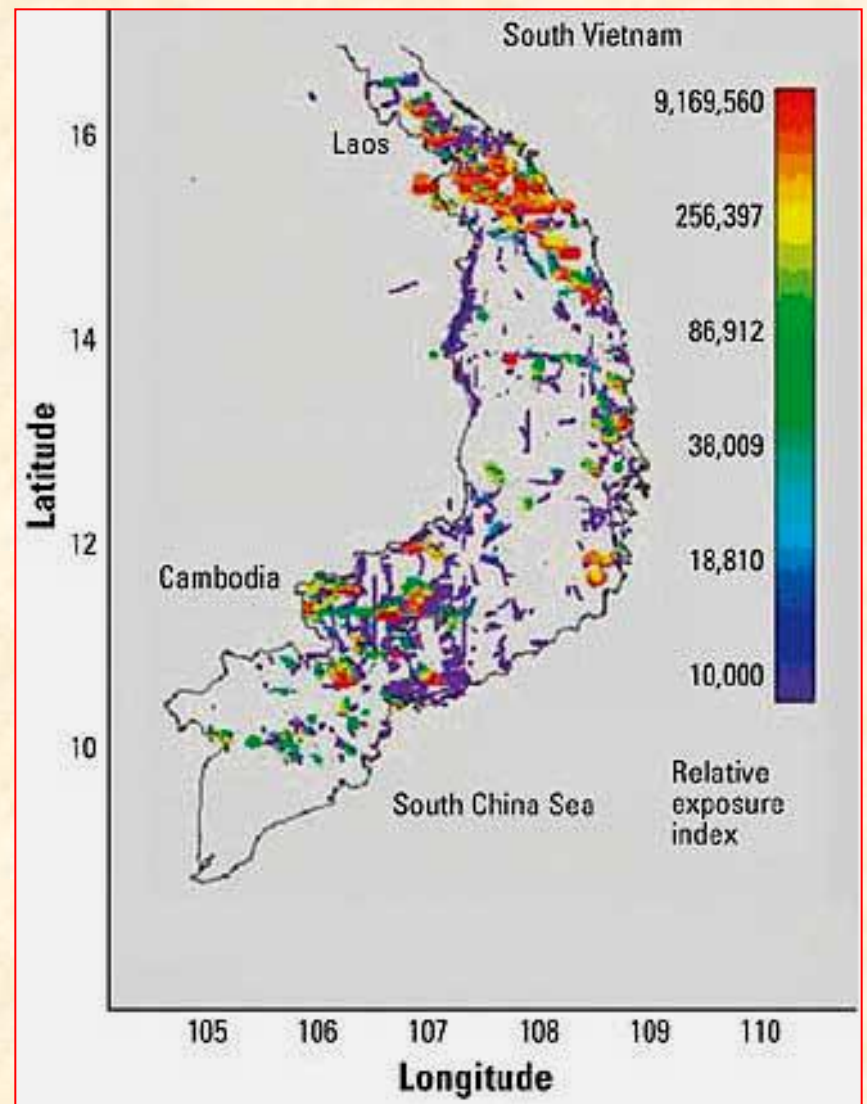 South Vietnam
9,169,560
256,397
86,912
38,009
18,810
10,000
Relative
exposure
index
Laos
Cambodia
South China Sea
Latitude
16
14
12
10
105 106 107 108 109 110
Longitude